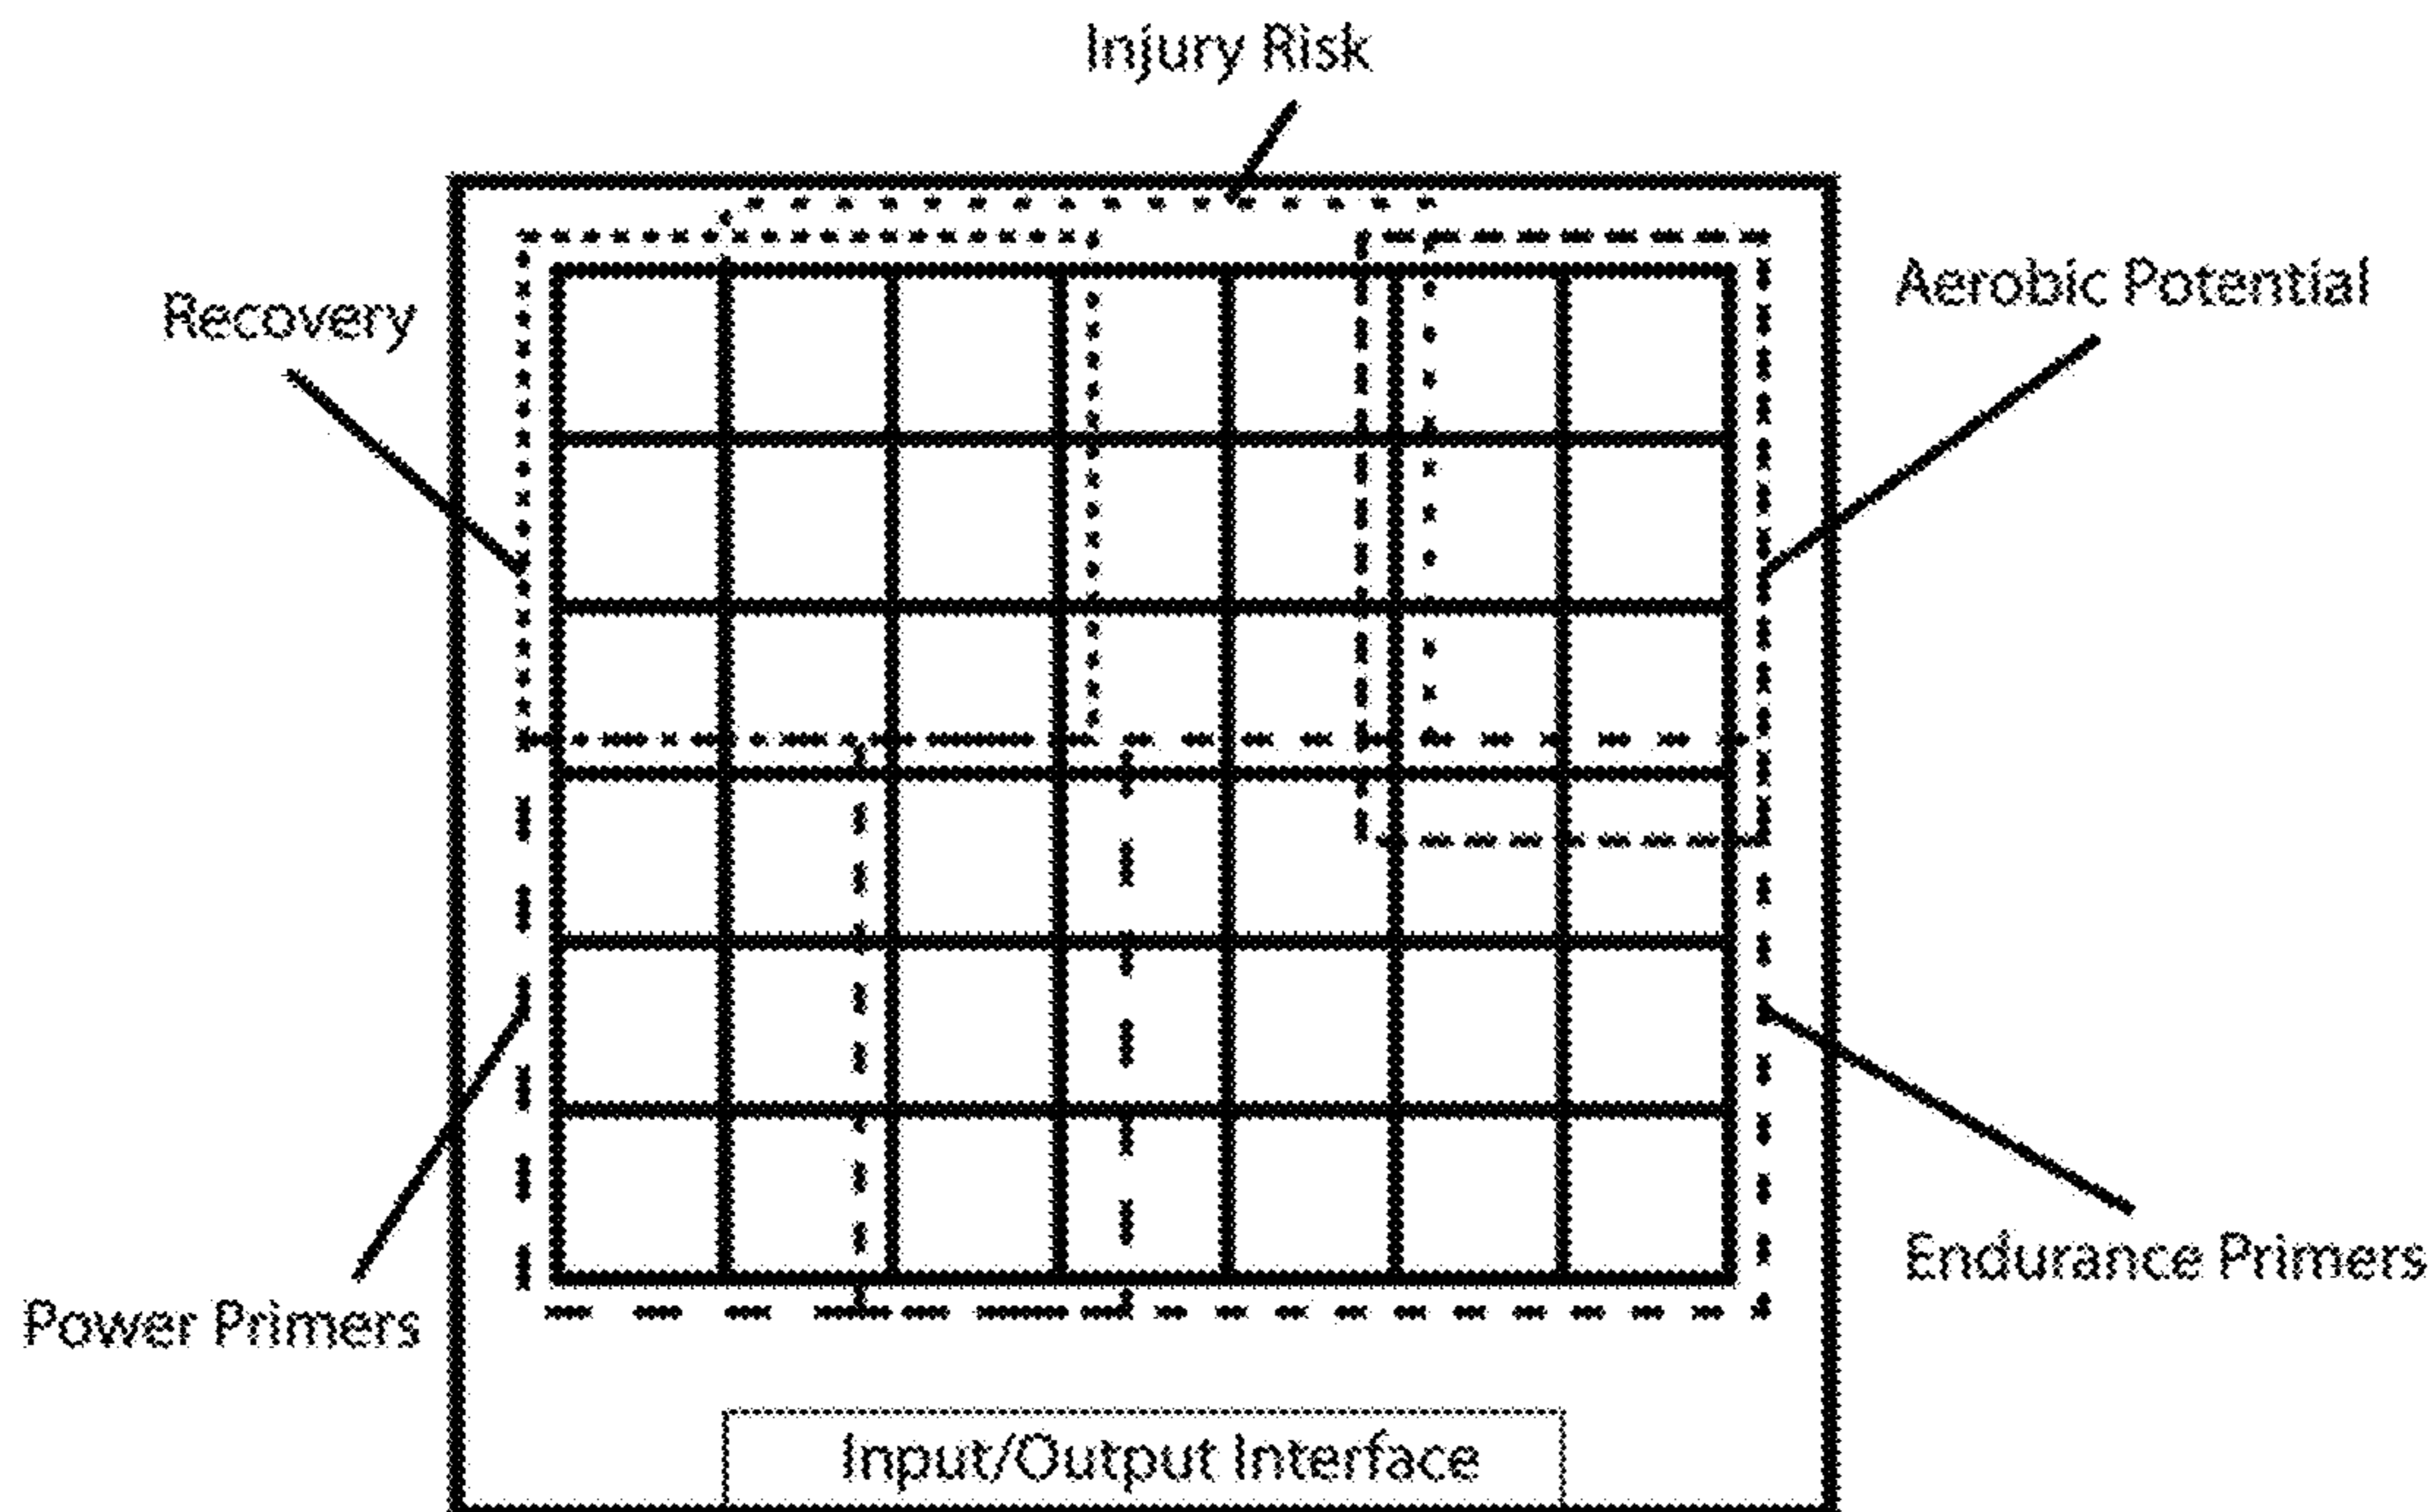 Injury Risk
Recovery
Aerobic Potential
Power Primers
Endurance Primers
Input/Output Interface